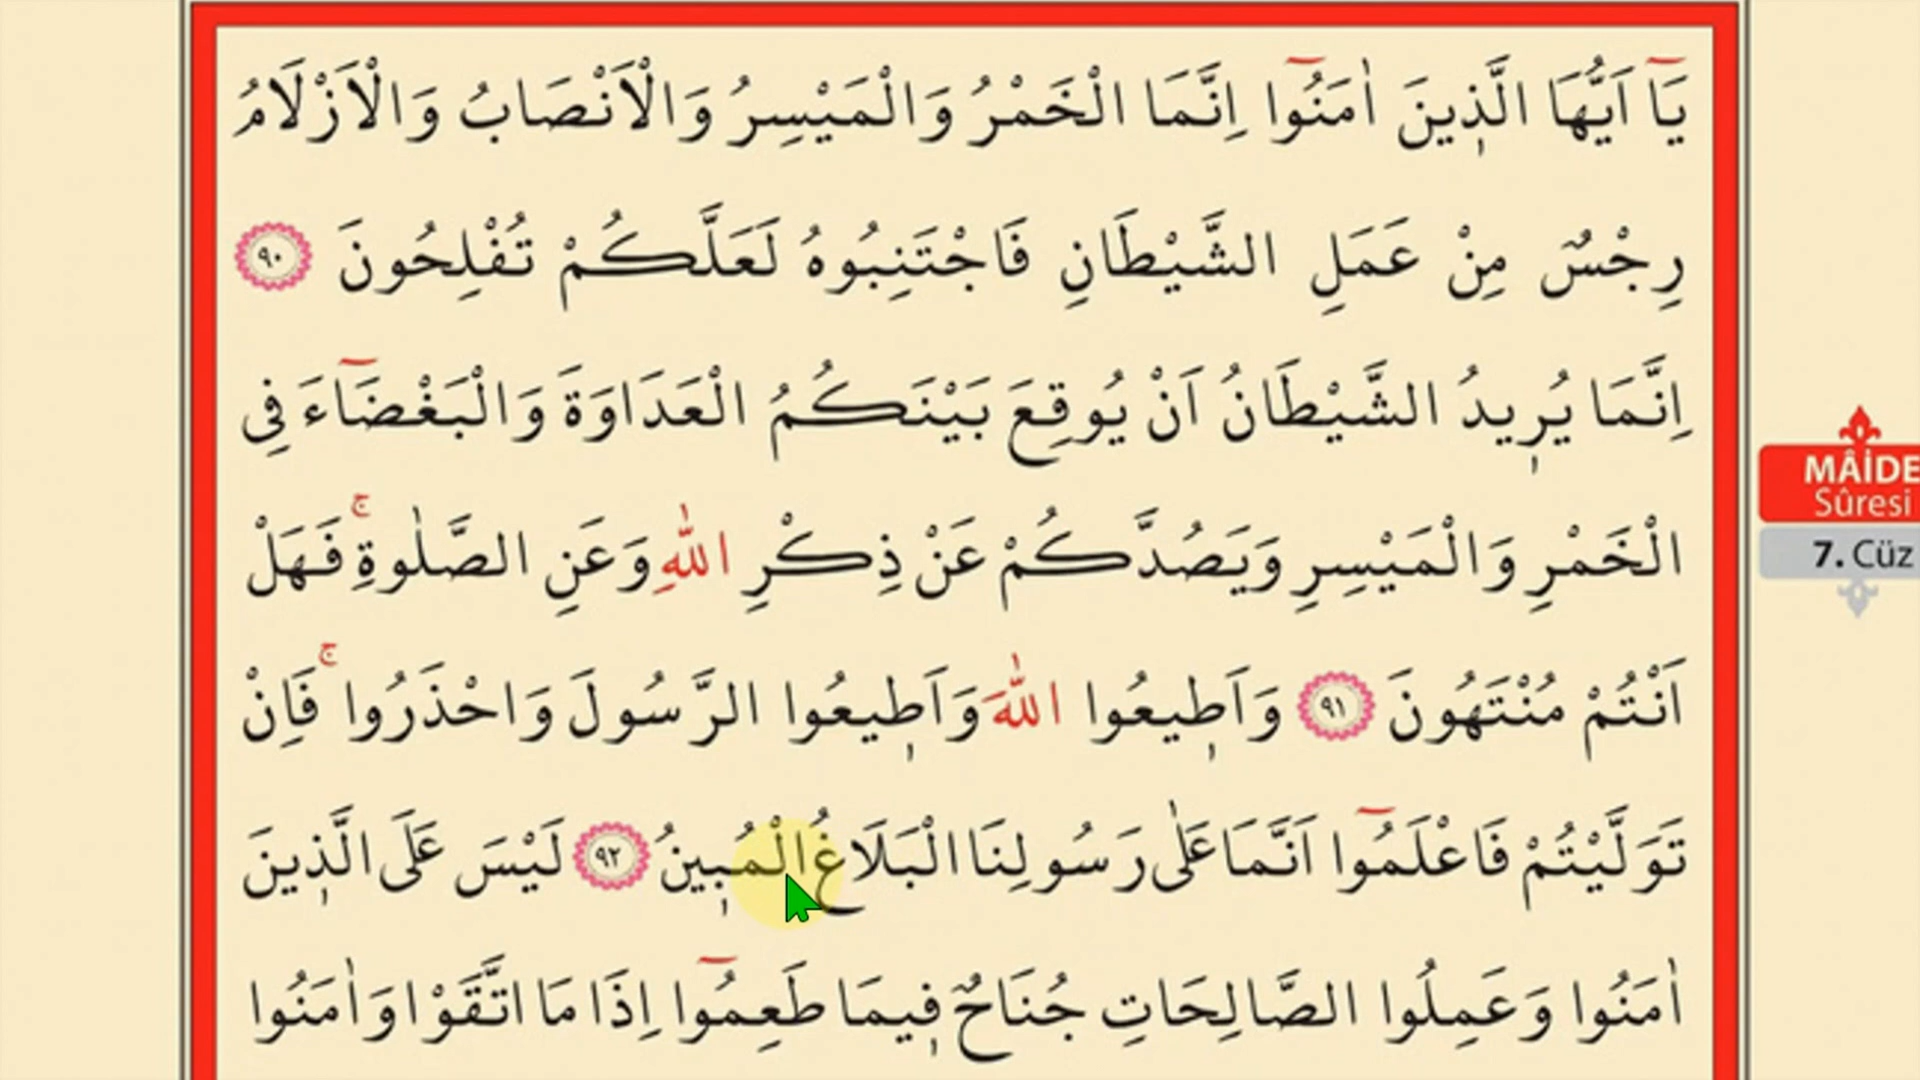 يَٓا اَيُّهَا الَّذ۪ينَ اٰمَنُٓوا اِنَّمَا الْخَمْرُ وَالْمَيْسِرُ وَالْاَنْصَابُ وَالْاَزْلَامُ
رِجْسٌ مِنْ عَمَلِ الشَّيْطَانِ فَاجْتَنِبُوهُ لَعَلَّكُمْ تُفْلِحُونَ ٩٠
اِنَّمَا يُر۪يدُ الشَّيْطَانُ اَنْ يُوقِعَ بَيْنَكُمُ الْعَدَاوَةَ وَالْبَغْضَٓاءَ فِي
الْخَمْرِ وَالْمَيْسِرِ وَيَصُدَّكُمْ عَنْ ذِكْرِ اللّٰهِ وَعَنِ الصَّلٰوةِۚ فَهَلْ
اَنْتُمْ مُنْتَهُونَ ٩١ وَاَط۪يعُوا اللّٰهَ وَاَط۪يعُوا الرَّسُولَ وَاحْذَرُواۚ فَاِنْ
تَوَلَّيْتُمْ فَاعْلَمُٓوا اَنَّمَا عَلٰى رَسُولِنَا الْبَلَاغُ الْمُب۪ينُ ٩٢ لَيْسَ عَلَى الَّذ۪ينَ
اٰمَنُوا وَعَمِلُوا الصَّالِحَاتِ جُنَاحٌ ف۪يمَا طَعِمُٓوا اِذَا مَا اتَّقَوْا وَاٰمَنُوا
MÂİDE
Sûresi
7. Cüz